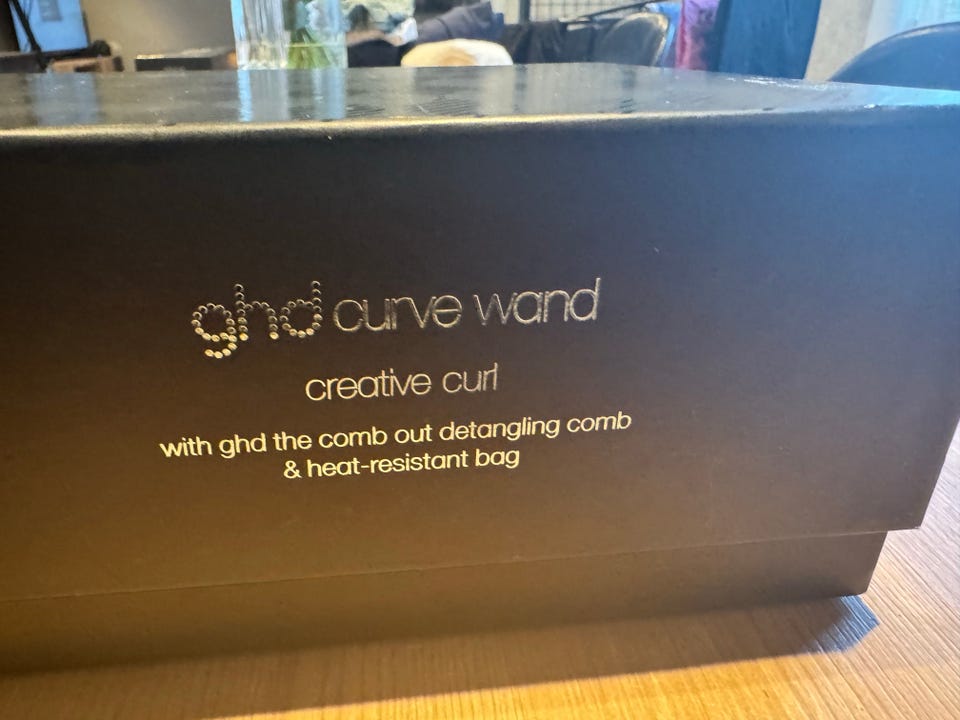 ghd curve wand
creative curl
with ghd the comb out detangling comb
& heat-resistant bag